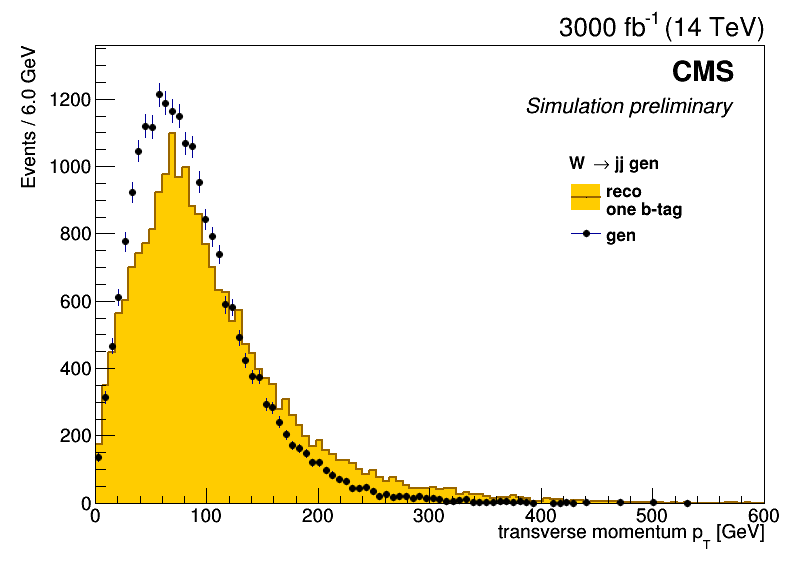 3000 fb⁻¹ (14 TeV)
CMS
Simulation preliminary
W → jj gen
reco
one b-tag
gen
Events / 6.0 GeV
1200
1000
800
600
400
200
0
0 100 200 300 400 500 600
transverse momentum p_T [GeV]